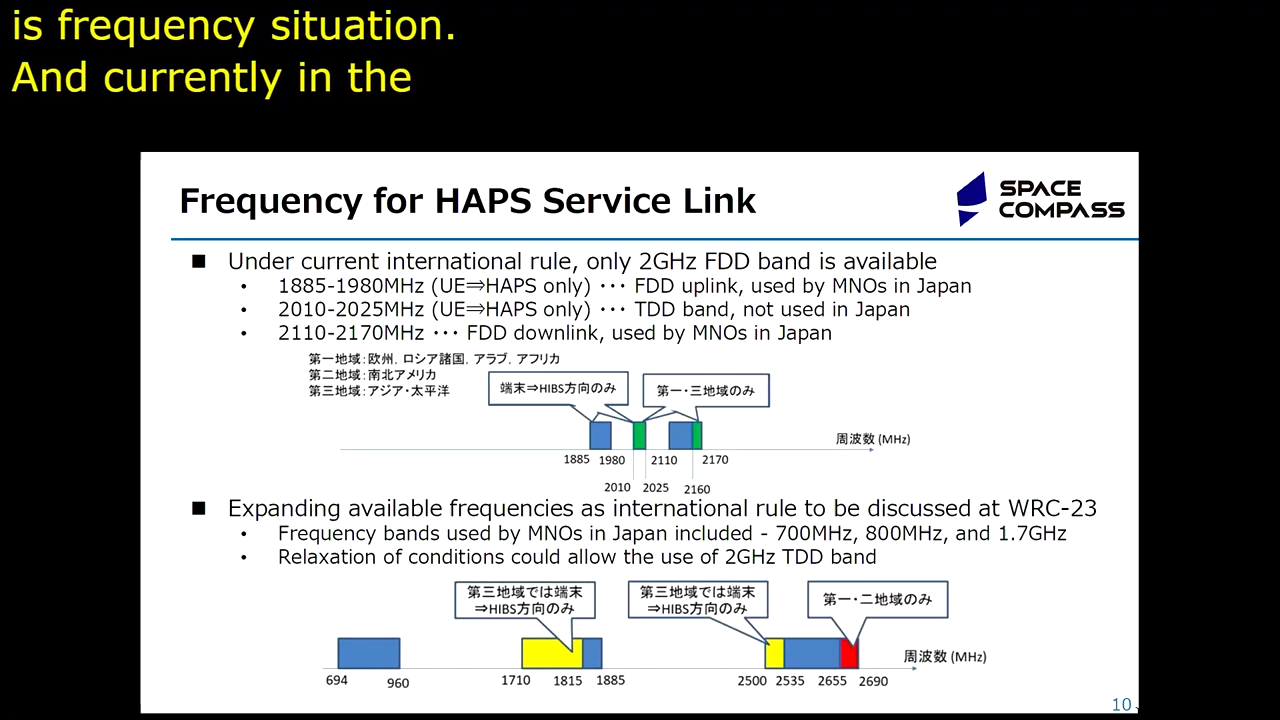 is frequency situation.
And currently in the
Frequency for HAPS Service Link
SPACE
COMPASS
■ Under current international rule, only 2GHz FDD band is available
• 1885-1980MHz (UE⇒HAPS only) ･･･ FDD uplink, used by MNOs in Japan
• 2010-2025MHz (UE⇒HAPS only) ･･･ TDD band, not used in Japan
• 2110-2170MHz ･･･ FDD downlink, used by MNOs in Japan
第一地域：欧州，ロシア諸国，アラブ，アフリカ
第二地域：南北アメリカ
第三地域：アジア・太平洋
端末⇒HIBS方向のみ
第一・三地域のみ
周波数 (MHz)
1885 1980 2110 2170
2010 2025 2160
■ Expanding available frequencies as international rule to be discussed at WRC-23
• Frequency bands used by MNOs in Japan included - 700MHz, 800MHz, and 1.7GHz
• Relaxation of conditions could allow the use of 2GHz TDD band
第三地域では端末
⇒HIBS方向のみ
第三地域では端末
⇒HIBS方向のみ
第一・二地域のみ
周波数 (MHz)
694 960 1710 1815 1885 2500 2535 2655 2690
10